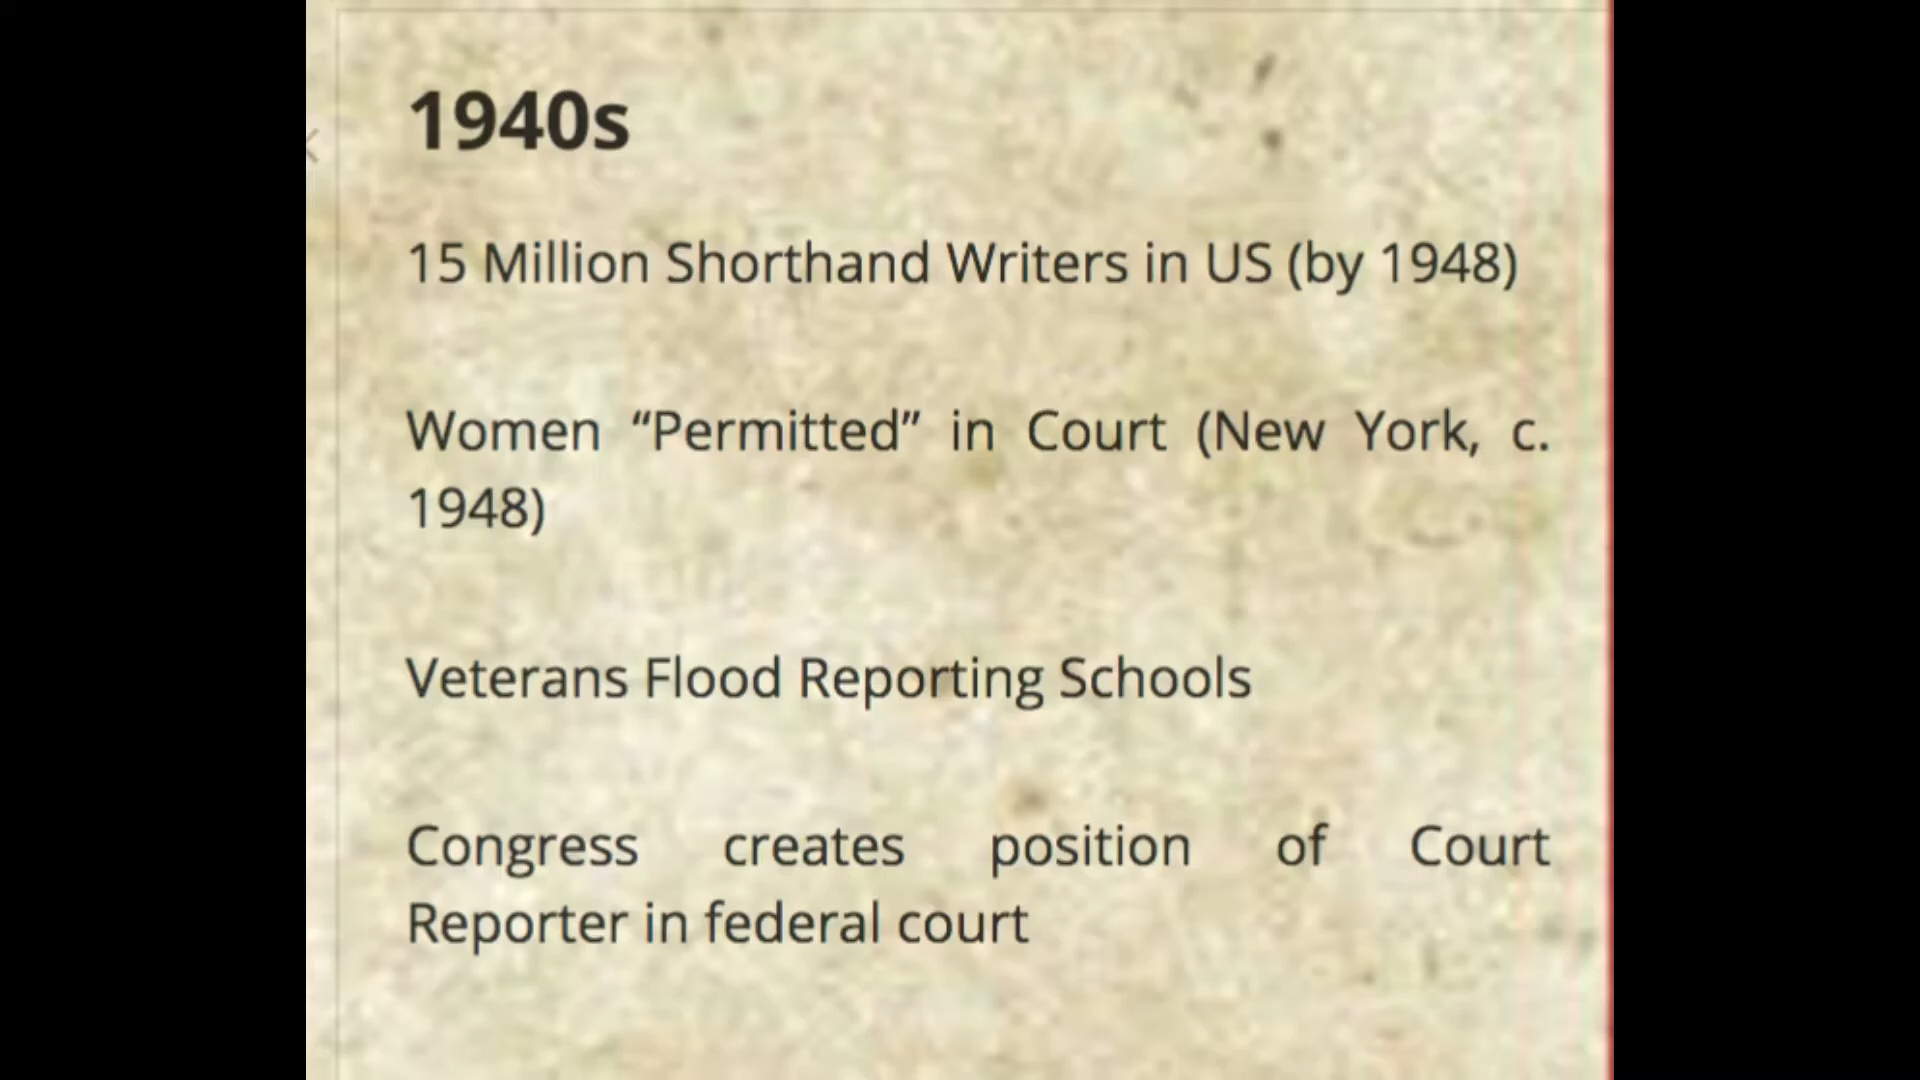 1940s
15 Million Shorthand Writers in US (by 1948)
Women “Permitted” in Court (New York, c.
1948)
Veterans Flood Reporting Schools
Congress creates position of Court
Reporter in federal court